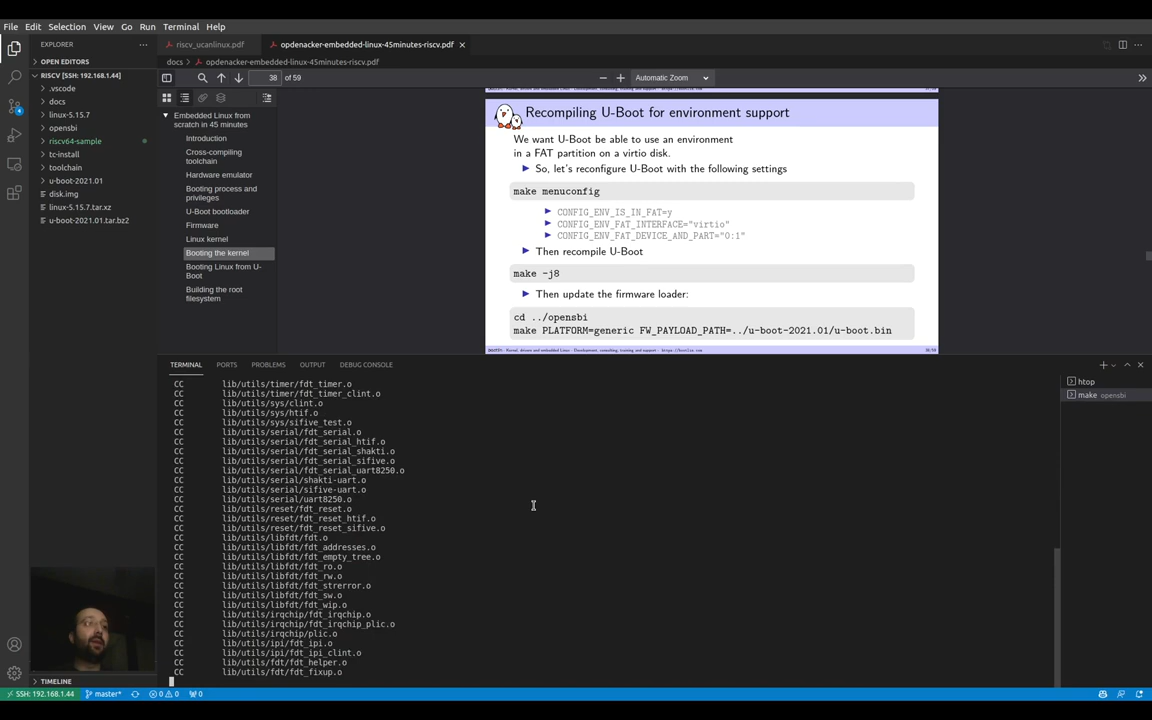 File Edit Selection View Go Run Terminal Help
EXPLORER
riscv_ucanlinux.pdf
opdenacker-embedded-linux-45minutes-riscv.pdf
OPEN EDITORS
docs > opdenacker-embedded-linux-45minutes-riscv.pdf
RISCV [SSH: 192.168.1.44]
38 of 59
Automatic Zoom
.vscode
docs
linux-5.15.7
opensbi
riscv64-sample
tc-install
toolchain
u-boot-2021.01
disk.img
linux-5.15.7.tar.xz
u-boot-2021.01.tar.bz2
Embedded Linux from
scratch in 45 minutes
Introduction
Cross-compiling
toolchain
Hardware emulator
Booting process and
privileges
U-Boot bootloader
Firmware
Linux kernel
Booting the kernel
Booting Linux from U-
Boot
Building the root
filesystem
Recompiling U-Boot for environment support
We want U-Boot be able to use an environment
in a FAT partition on a virtio disk.
So, let's reconfigure U-Boot with the following settings
make menuconfig
CONFIG_ENV_IS_IN_FAT=y
CONFIG_ENV_FAT_INTERFACE="virtio"
CONFIG_ENV_FAT_DEVICE_AND_PART="0:1"
Then recompile U-Boot
make -j8
Then update the firmware loader:
cd ../opensbi
make PLATFORM=generic FW_PAYLOAD_PATH=../u-boot-2021.01/u-boot.bin
TERMINAL PORTS PROBLEMS OUTPUT DEBUG CONSOLE
CC lib/utils/timer/fdt_timer.o
CC lib/utils/timer/fdt_timer_clint.o
CC lib/utils/sys/clint.o
CC lib/utils/sys/htif.o
CC lib/utils/sys/sifive_test.o
CC lib/utils/serial/fdt_serial.o
CC lib/utils/serial/fdt_serial_htif.o
CC lib/utils/serial/fdt_serial_shakti.o
CC lib/utils/serial/fdt_serial_sifive.o
CC lib/utils/serial/fdt_serial_uart8250.o
CC lib/utils/serial/shakti-uart.o
CC lib/utils/serial/sifive-uart.o
CC lib/utils/serial/uart8250.o
CC lib/utils/reset/fdt_reset.o
CC lib/utils/reset/fdt_reset_htif.o
CC lib/utils/reset/fdt_reset_sifive.o
CC lib/utils/libfdt/fdt.o
CC lib/utils/libfdt/fdt_addresses.o
CC lib/utils/libfdt/fdt_empty_tree.o
CC lib/utils/libfdt/fdt_ro.o
CC lib/utils/libfdt/fdt_rw.o
CC lib/utils/libfdt/fdt_strerror.o
CC lib/utils/libfdt/fdt_sw.o
CC lib/utils/libfdt/fdt_wip.o
CC lib/utils/irqchip/fdt_irqchip.o
CC lib/utils/irqchip/fdt_irqchip_plic.o
CC lib/utils/irqchip/plic.o
CC lib/utils/ipi/fdt_ipi.o
CC lib/utils/ipi/fdt_ipi_clint.o
CC lib/utils/fdt/fdt_helper.o
CC lib/utils/fdt/fdt_fixup.o
htop
make opensbi
TIMELINE
SSH: 192.168.1.44 master* 0 0 0